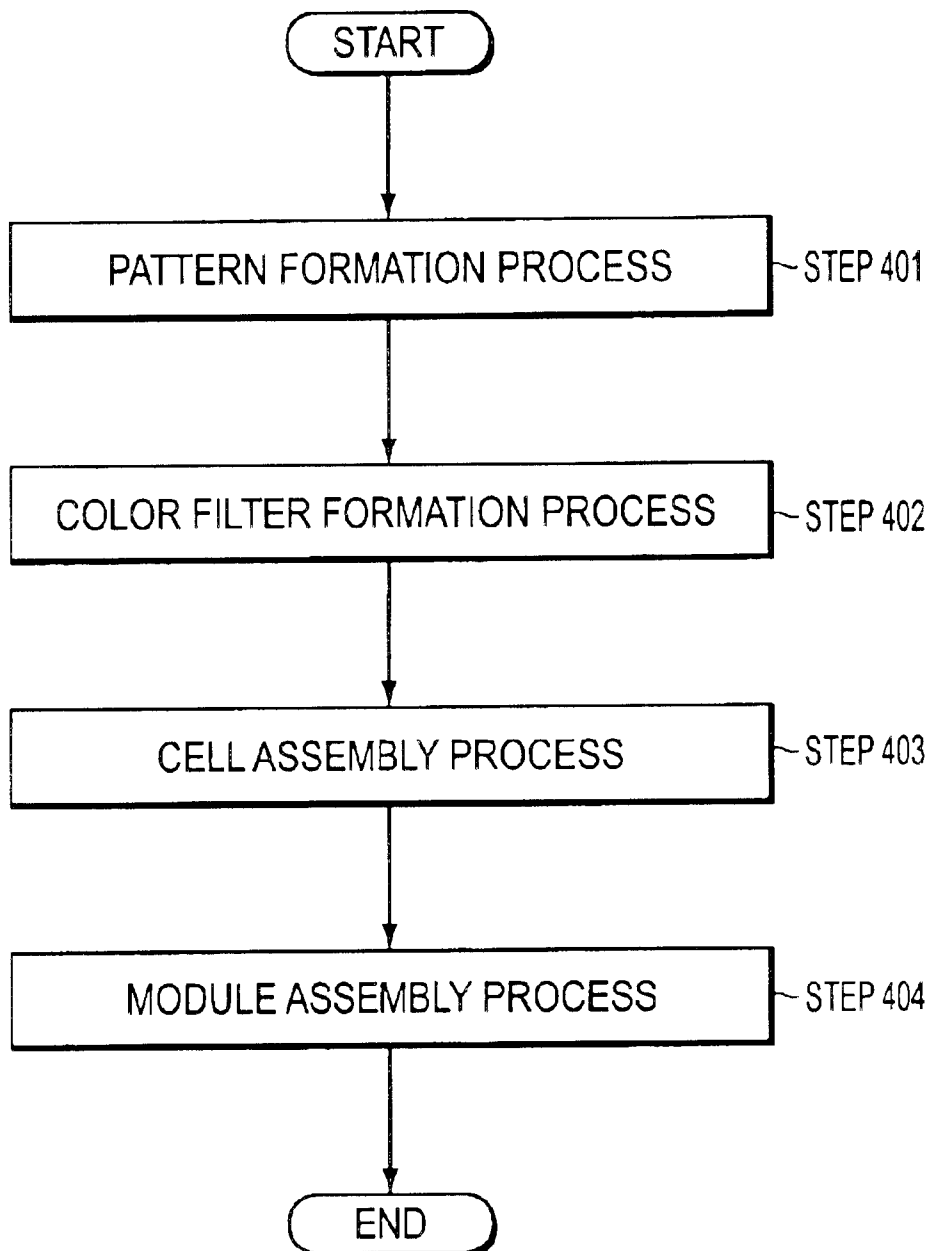 START
PATTERN FORMATION PROCESS
STEP 401
COLOR FILTER FORMATION PROCESS
STEP 402
CELL ASSEMBLY PROCESS
STEP 403
MODULE ASSEMBLY PROCESS
STEP 404
END